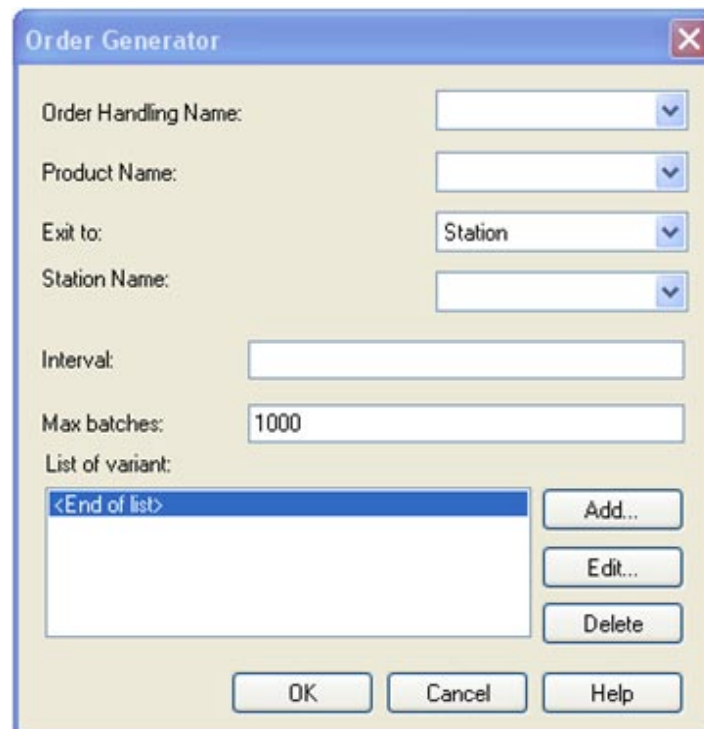 Order Generator
Order Handling Name:
Product Name:
Exit to: Station
Station Name:
Interval:
Max batches: 1000
List of variant:
<End of list>
Add...
Edit...
Delete
OK Cancel Help